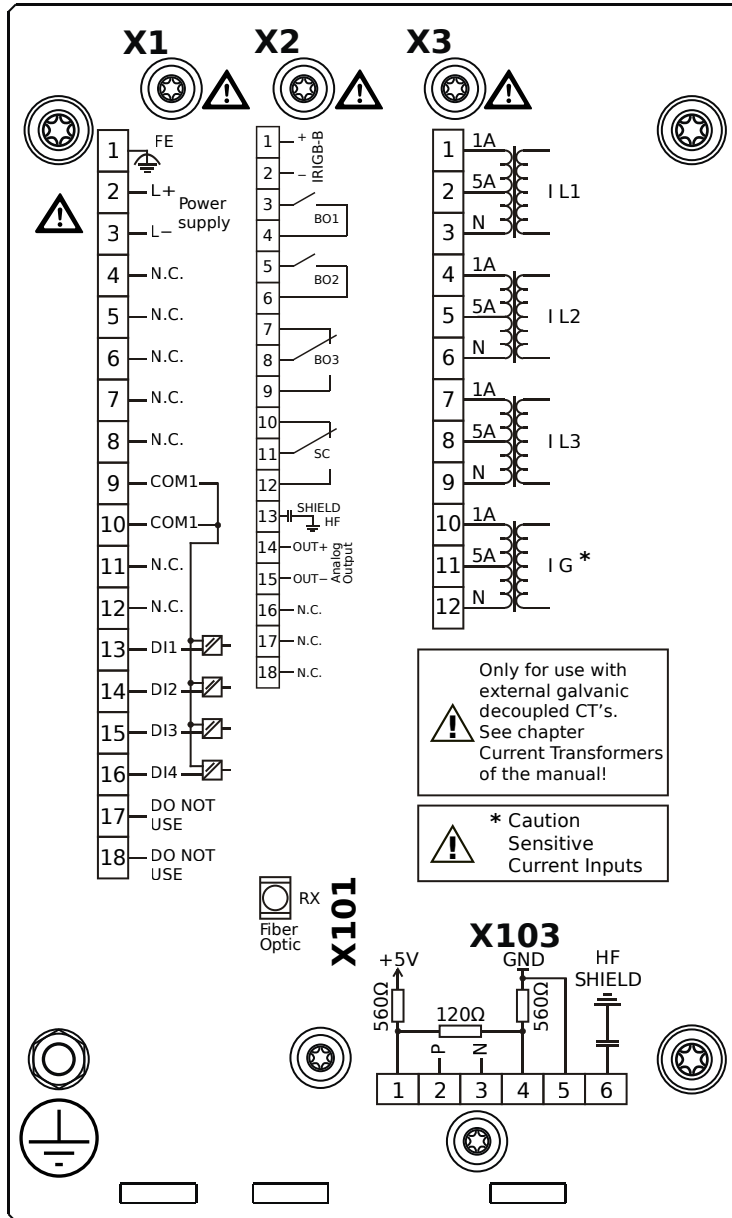 X1
X2
X3
1 FE
2 L+
Power supply
3 L−
4 N.C.
5 N.C.
6 N.C.
7 N.C.
8 N.C.
9 COM1
10 COM1
11 N.C.
12 N.C.
13 DI1
14 DI2
15 DI3
16 DI4
17 DO NOT
USE
18 DO NOT
USE
1 +
IRIGB-B
2 −
3
BO1
4
5
BO2
6
7
8 BO3
9
10
11 SC
12
13 SHIELD
HF
14 OUT+
Analog
Output
15 OUT−
16 N.C.
17 N.C.
18 N.C.
1 1A
2 5A I L1
3 N
4 1A
5 5A I L2
6 N
7 1A
8 5A I L3
9 N
10 1A
11 5A I G *
12 N
Only for use with
external galvanic
decoupled CT's.
See chapter
Current Transformers
of the manual!
* Caution
Sensitive
Current Inputs
RX
Fiber
Optic
X101
X103
+5V
GND
HF
SHIELD
560Ω
120Ω
560Ω
P
N
1 2 3 4 5 6